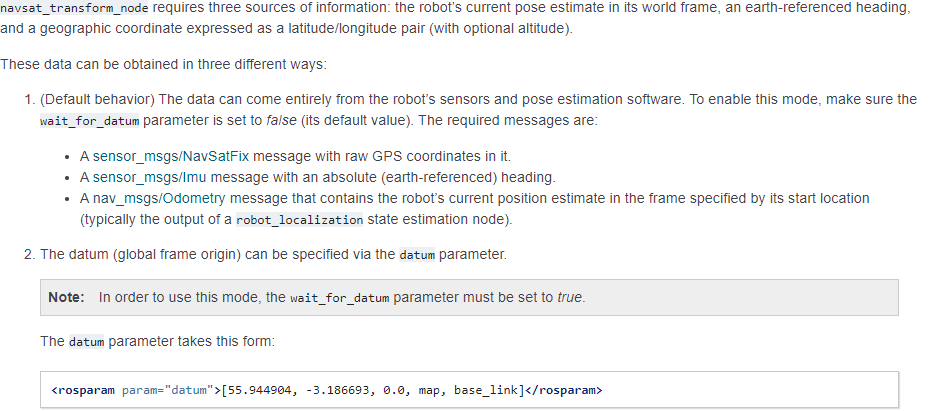 navsat_transform_node requires three sources of information: the robot’s current pose estimate in its world frame, an earth-referenced heading,
and a geographic coordinate expressed as a latitude/longitude pair (with optional altitude).
These data can be obtained in three different ways:
1. (Default behavior) The data can come entirely from the robot’s sensors and pose estimation software. To enable this mode, make sure the
wait_for_datum parameter is set to false (its default value). The required messages are:
• A sensor_msgs/NavSatFix message with raw GPS coordinates in it.
• A sensor_msgs/Imu message with an absolute (earth-referenced) heading.
• A nav_msgs/Odometry message that contains the robot’s current position estimate in the frame specified by its start location
(typically the output of a robot_localization state estimation node).
2. The datum (global frame origin) can be specified via the datum parameter.
Note: In order to use this mode, the wait_for_datum parameter must be set to true.
The datum parameter takes this form:
<rosparam param="datum">[55.944904, -3.186693, 0.0, map, base_link]</rosparam>